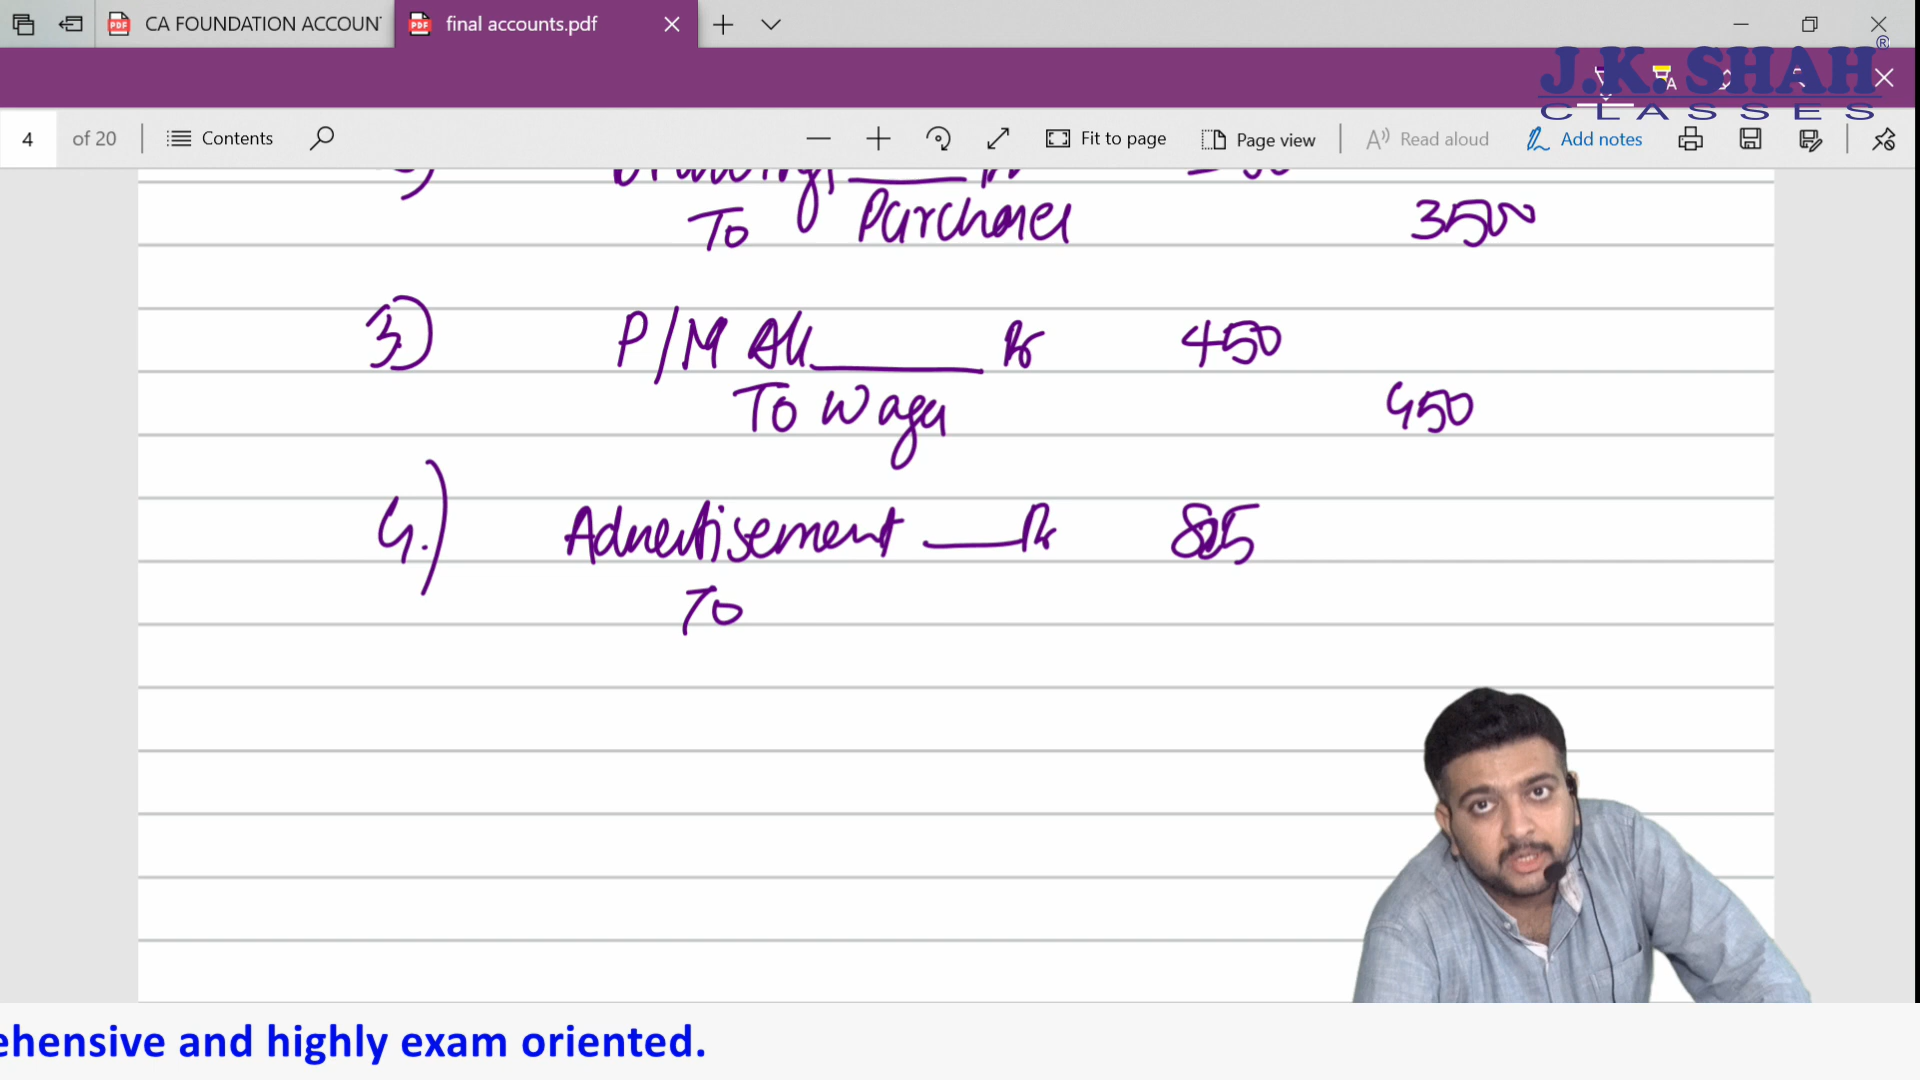 CA FOUNDATION ACCOUN
final accounts.pdf
J.K. SHAH®
CLASSES
4 of 20 Contents Fit to page Page view Read aloud Add notes
To Purchases 3500
3) P/M A/c Dr 450
To Wages 450
4.) Advertisement Dr 825
To
ehensive and highly exam oriented.